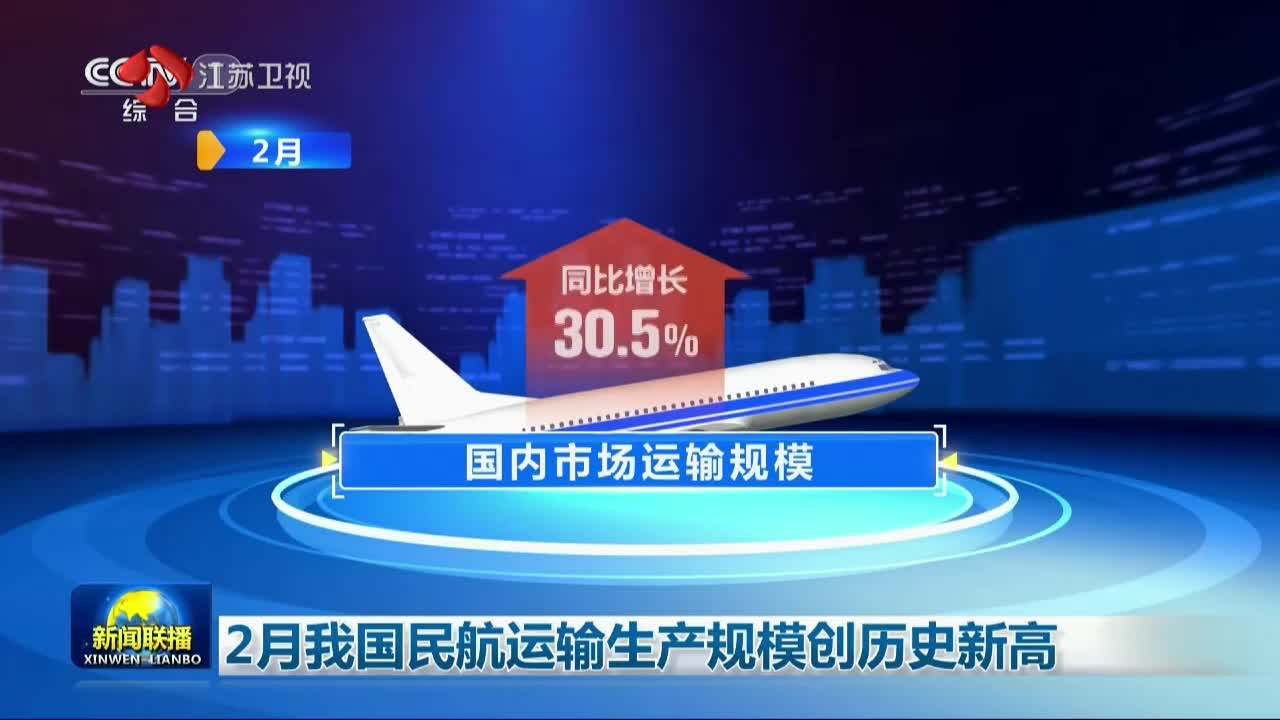 CCTV 江苏卫视
综合
2月
同比增长
30.5%
国内市场运输规模
新闻联播
XINWEN LIANBO
2月我国民航运输生产规模创历史新高